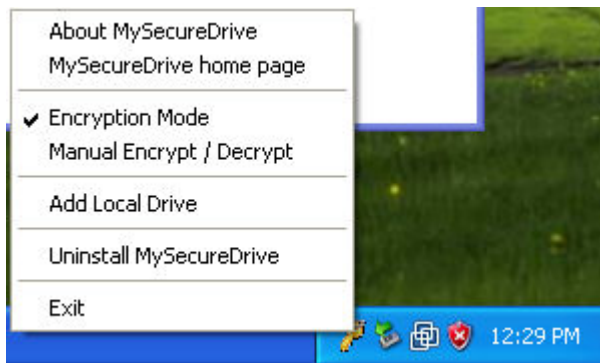 About MySecureDrive
MySecureDrive home page
Encryption Mode
Manual Encrypt / Decrypt
Add Local Drive
Uninstall MySecureDrive
Exit
12:29 PM